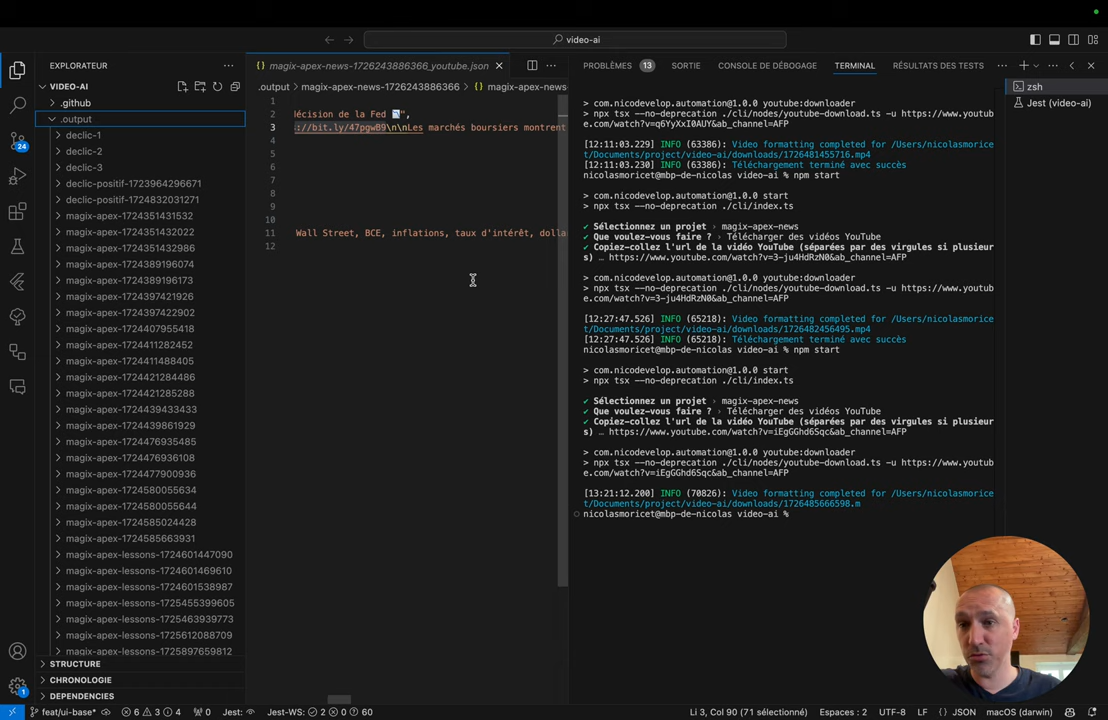 video-ai
EXPLORATEUR
VIDEO-AI
.github
.output
declic-1
declic-2
declic-3
declic-positif-1723964296671
declic-positif-1724832031271
magix-apex-1724351431532
magix-apex-1724351432022
magix-apex-1724351432986
magix-apex-1724389196074
magix-apex-1724389196173
magix-apex-1724397421926
magix-apex-1724397422902
magix-apex-1724407955418
magix-apex-1724411282452
magix-apex-1724411488405
magix-apex-1724421284486
magix-apex-1724421285288
magix-apex-1724439433433
magix-apex-1724439861929
magix-apex-1724476935485
magix-apex-1724476936108
magix-apex-1724477900936
magix-apex-1724580055634
magix-apex-1724580055644
magix-apex-1724585024428
magix-apex-1724585663931
magix-apex-lessons-1724601447090
magix-apex-lessons-1724601469610
magix-apex-lessons-1724601538987
magix-apex-lessons-1725455399605
magix-apex-lessons-1725463939773
magix-apex-lessons-1725612088709
magix-apex-lessons-1725897659812
STRUCTURE
CHRONOLOGIE
DEPENDENCIES
24
1
{} magix-apex-news-1726243886366_youtube.json
.output > magix-apex-news-1726243886366 > {} magix-apex-news-
1
2 décision de la Fed 📉",
3 ://bit.ly/47pgwB9\n\nLes marchés boursiers montrent
4
5
6
7
8
9
10
11 Wall Street, BCE, inflations, taux d'intérêt, dolla
12
PROBLÈMES 13 SORTIE CONSOLE DE DÉBOGAGE TERMINAL RÉSULTATS DES TESTS
zsh
Jest (video-ai)
> com.nicodevelop.automation@1.0.0 youtube:downloader
> npx tsx --no-deprecation ./cli/nodes/youtube-downloader.ts -u https://www.youtub
e.com/watch?v=q6YyXxI0AUY&ab_channel=AFP
[12:11:03.229] INFO (63386): Video formatting completed for /Users/nicolasmorice
t/Documents/project/video-ai/downloads/1726481455716.mp4
[12:11:03.230] INFO (63386): Téléchargement terminé avec succès
nicolasmoricet@mbp-de-nicolas video-ai % npm start
> com.nicodevelop.automation@1.0.0 start
> npx tsx --no-deprecation ./cli/index.ts
✔ Sélectionnez un projet › magix-apex-news
✔ Que voulez-vous faire ? › Télécharger des vidéos YouTube
✔ Copiez-collez l'url de la vidéo YouTube (séparées par des virgules si plusieur
s) … https://www.youtube.com/watch?v=3-ju4HdRzN0&ab_channel=AFP
> com.nicodevelop.automation@1.0.0 youtube:downloader
> npx tsx --no-deprecation ./cli/nodes/youtube-download.ts -u https://www.youtub
e.com/watch?v=3-ju4HdRzN0&ab_channel=AFP
[12:27:47.526] INFO (65218): Video formatting completed for /Users/nicolasmorice
t/Documents/project/video-ai/downloads/1726482456495.mp4
[12:27:47.526] INFO (65218): Téléchargement terminé avec succès
nicolasmoricet@mbp-de-nicolas video-ai % npm start
> com.nicodevelop.automation@1.0.0 start
> npx tsx --no-deprecation ./cli/index.ts
✔ Sélectionnez un projet › magix-apex-news
✔ Que voulez-vous faire ? › Télécharger des vidéos YouTube
✔ Copiez-collez l'url de la vidéo YouTube (séparées par des virgules si plusieur
s) … https://www.youtube.com/watch?v=iEgGGhd6Sqc&ab_channel=AFP
> com.nicodevelop.automation@1.0.0 youtube:downloader
> npx tsx --no-deprecation ./cli/nodes/youtube-downloader.ts -u https://www.youtub
e.com/watch?v=iEgGGhd6Sqc&ab_channel=AFP
[13:21:12.200] INFO (70826): Video formatting completed for /Users/nicolasmorice
t/Documents/project/video-ai/downloads/1726485666598.m
nicolasmoricet@mbp-de-nicolas video-ai %
feat/ui-base* 6 3 4 0 Jest: Jest-WS: 2 0 60 Li 3, Col 90 (71 sélectionné) Espaces : 2 UTF-8 LF {} JSON macOS (darwin)